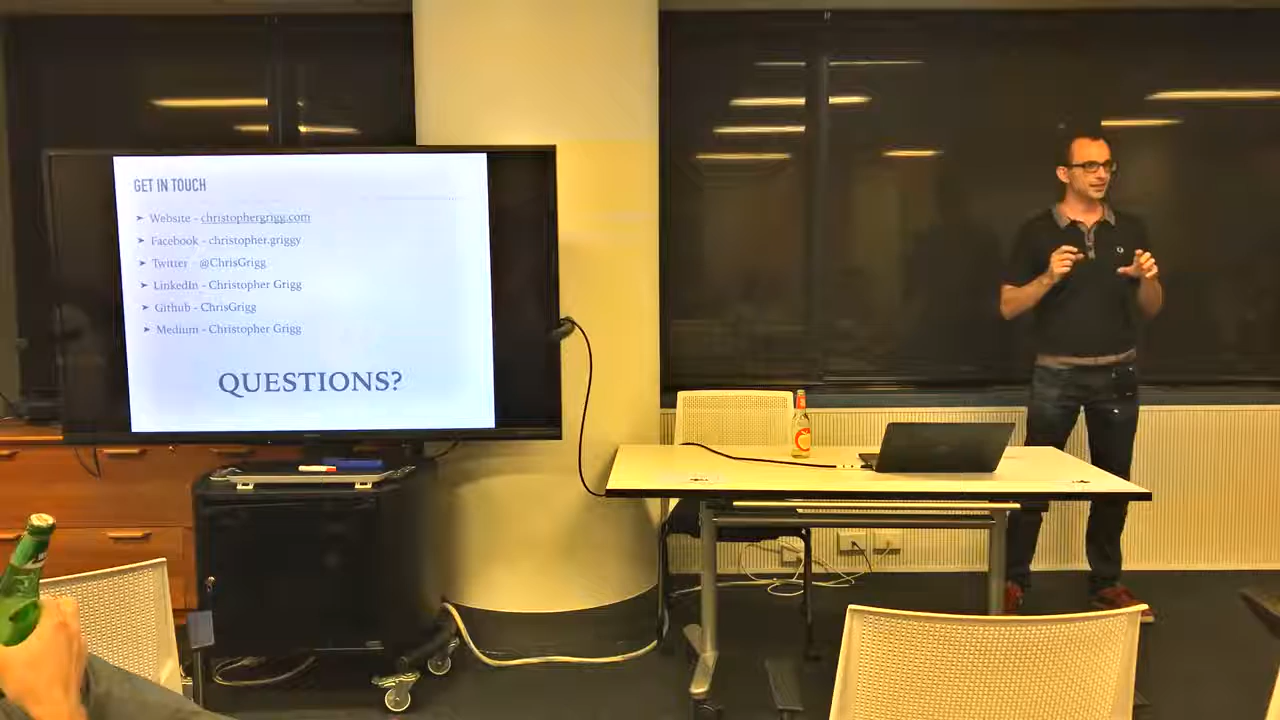 GET IN TOUCH
➤ Website - christophergrigg.com
➤ Facebook - christopher.griggy
➤ Twitter - @ChrisGrigg
➤ LinkedIn - Christopher Grigg
➤ Github - ChrisGrigg
➤ Medium - Christopher Grigg
QUESTIONS?